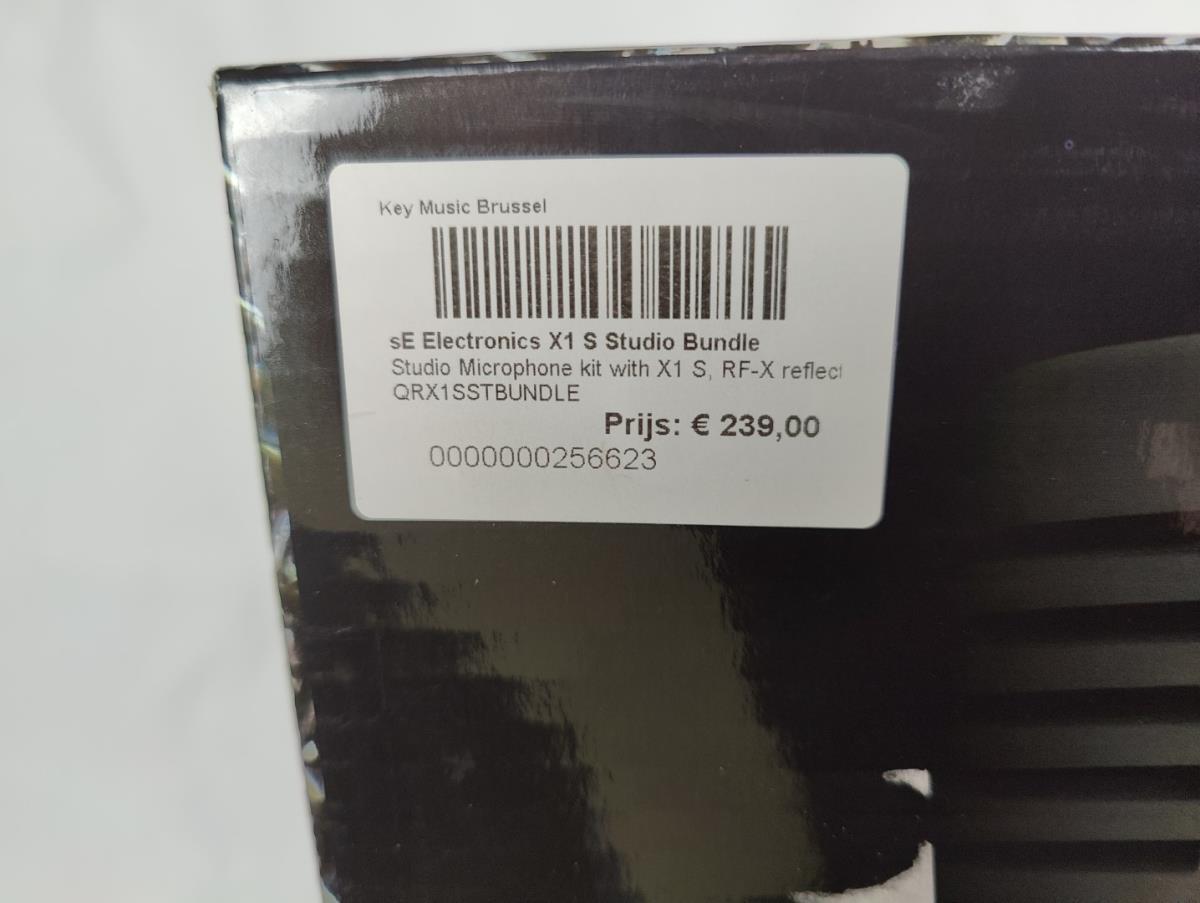 Key Music Brussel
sE Electronics X1 S Studio Bundle
Studio Microphone kit with X1 S, RF-X reflect
QRX1SSTBUNDLE
Prijs: € 239,00
0000000256623